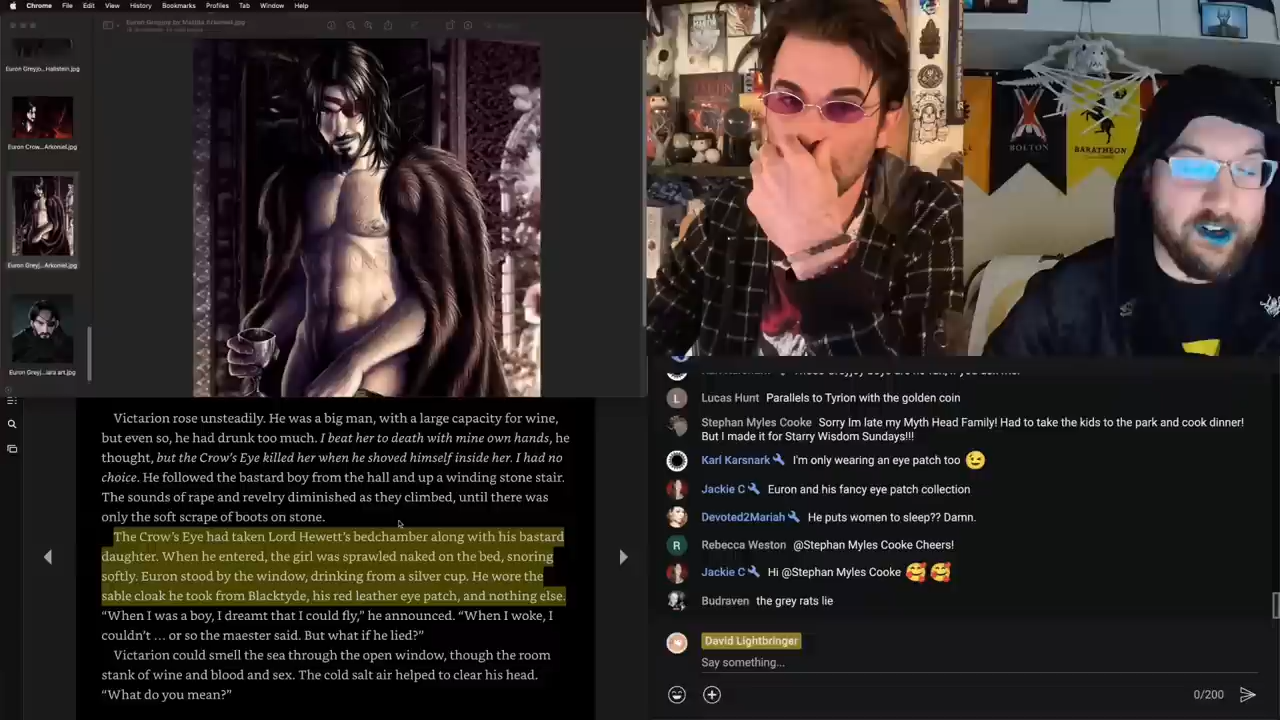 Chrome File Edit View History Bookmarks Profiles Tab Window Help
Euron Greyjoy by Mathia Arkoniel.jpg
Euron Greyjo...Hallstein.jpg
Euron Crow...Arkoniel.jpg
Euron Greyj...Arkoniel.jpg
Euron Greyj...iara art.jpg
BOLTON
BARATHEON
Victarion rose unsteadily. He was a big man, with a large capacity for wine,
but even so, he had drunk too much. I beat her to death with mine own hands, he
thought, but the Crow's Eye killed her when he shoved himself inside her. I had no
choice. He followed the bastard boy from the hall and up a winding stone stair.
The sounds of rape and revelry diminished as they climbed, until there was
only the soft scrape of boots on stone.
The Crow's Eye had taken Lord Hewett's bedchamber along with his bastard
daughter. When he entered, the girl was sprawled naked on the bed, snoring
softly. Euron stood by the window, drinking from a silver cup. He wore the
sable cloak he took from Blacktyde, his red leather eye patch, and nothing else.
"When I was a boy, I dreamt that I could fly," he announced. "When I woke, I
couldn't … or so the maester said. But what if he lied?"
Victarion could smell the sea through the open window, though the room
stank of wine and blood and sex. The cold salt air helped to clear his head.
"What do you mean?"
L Lucas Hunt Parallels to Tyrion with the golden coin
Stephan Myles Cooke Sorry Im late my Myth Head Family! Had to take the kids to the park and cook dinner!
But I made it for Starry Wisdom Sundays!!!
Karl Karsnark I'm only wearing an eye patch too 😉
Jackie C Euron and his fancy eye patch collection
Devoted2Mariah He puts women to sleep?? Damn.
R Rebecca Weston @Stephan Myles Cooke Cheers!
Jackie C Hi @Stephan Myles Cooke 🥰 🥰
Budraven the grey rats lie
David Lightbringer
Say something...
0/200